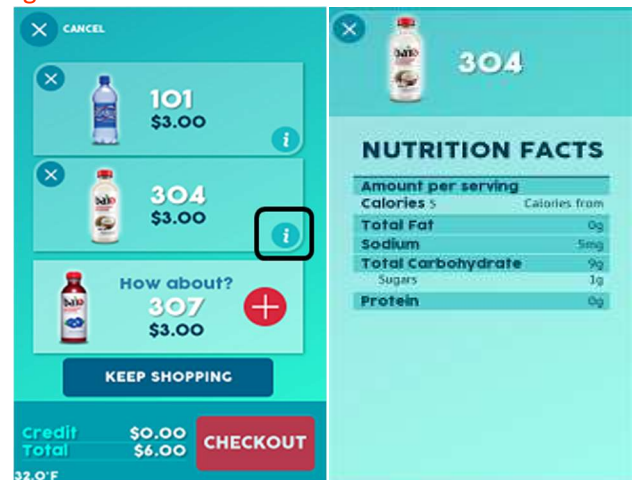 CANCEL
101
$3.00
i
304
$3.00
i
How about?
307
$3.00
KEEP SHOPPING
Credit $0.00
Total $6.00
CHECKOUT
32.0°F
304
NUTRITION FACTS
Amount per serving
Calories 5 Calories from
Total Fat 0g
Sodium 5mg
Total Carbohydrate 9g
Sugars 1g
Protein 0g